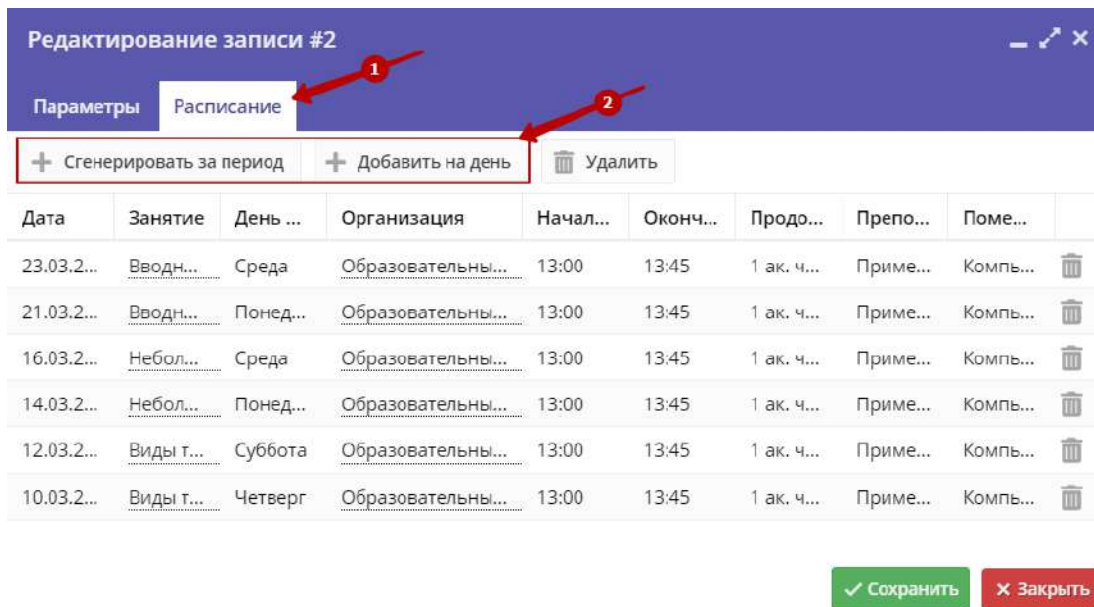 Редактирование записи #2
1
Параметры Расписание
2
Сгенерировать за период Добавить на день Удалить
Дата Занятие День ... Организация Начал... Оконч... Продо... Препо... Поме...
23.03.2... Вводн... Среда Образовательны... 13:00 13:45 1 ак. ч... Приме... Компь...
21.03.2... Вводн... Понед... Образовательны... 13:00 13:45 1 ак. ч... Приме... Компь...
16.03.2... Небол... Среда Образовательны... 13:00 13:45 1 ак. ч... Приме... Компь...
14.03.2... Небол... Понед... Образовательны... 13:00 13:45 1 ак. ч... Приме... Компь...
12.03.2... Виды т... Суббота Образовательны... 13:00 13:45 1 ак. ч... Приме... Компь...
10.03.2... Виды т... Четверг Образовательны... 13:00 13:45 1 ак. ч... Приме... Компь...
Сохранить Закрыть